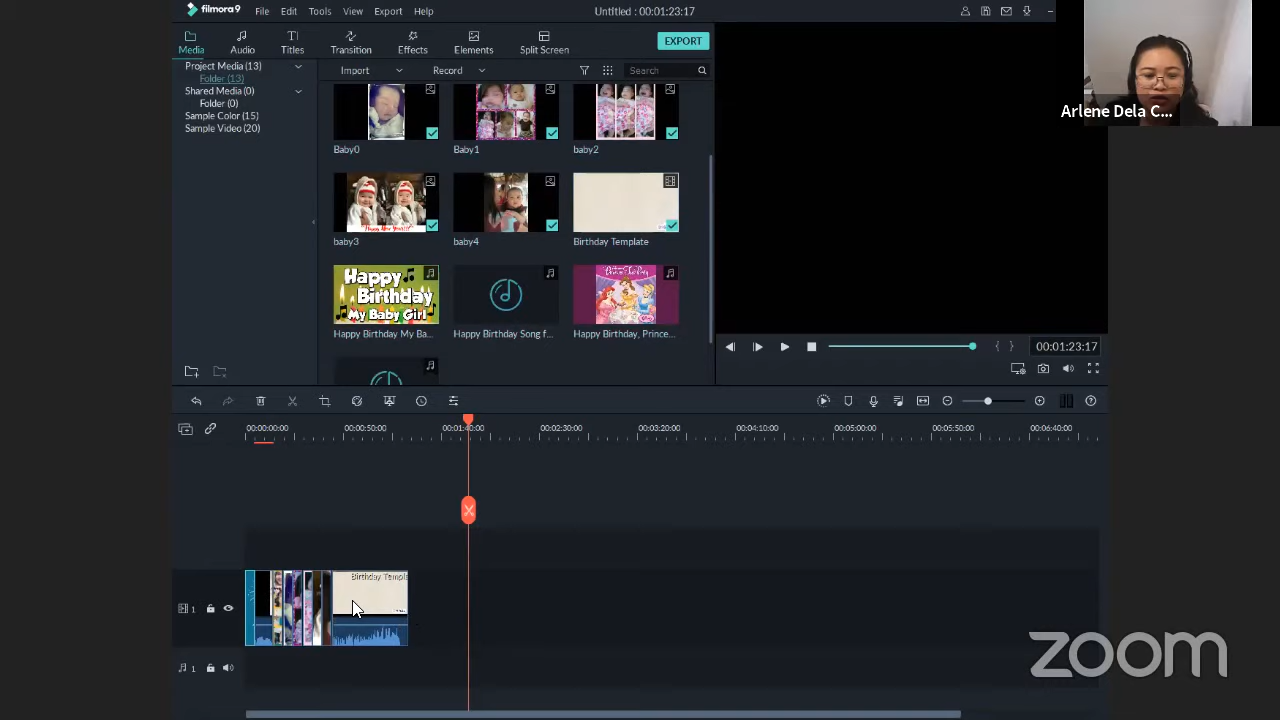 filmora9
File Edit Tools View Export Help
Untitled : 00:01:23:17
Media Audio Titles Transition Effects Elements Split Screen
EXPORT
Project Media (13)
Folder (13)
Shared Media (0)
Folder (0)
Sample Color (15)
Sample Video (20)
Import Record Search
Baby0 Baby1 baby2
baby3 baby4 Birthday Template
Happy Birthday My Baby Girl
Happy Birthday My Ba... Happy Birthday Song f... Happy Birthday, Prince...
Arlene Dela C...
00:01:23:17
00:00:00:00 00:00:50:00 00:01:40:00 00:02:30:00 00:03:20:00 00:04:10:00 00:05:00:00 00:05:50:00 00:06:40:00
Birthday Templa
1
1
zoom